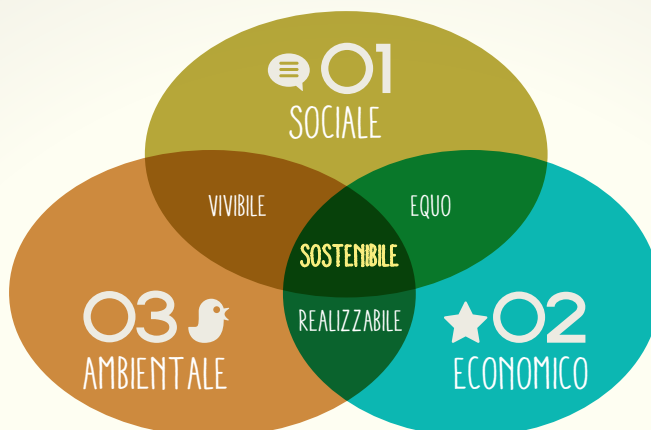 01
SOCIALE
VIVIBILE
EQUO
SOSTENIBILE
REALIZZABILE
03
AMBIENTALE
02
ECONOMICO